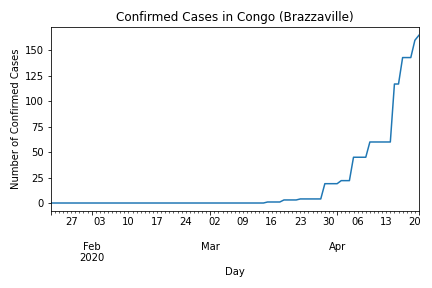 Confirmed Cases in Congo (Brazzaville)
Number of Confirmed Cases
150
125
100
75
50
25
0
27 03 10 17 24 02 09 16 23 30 06 13 20
Feb Mar Apr
2020
Day